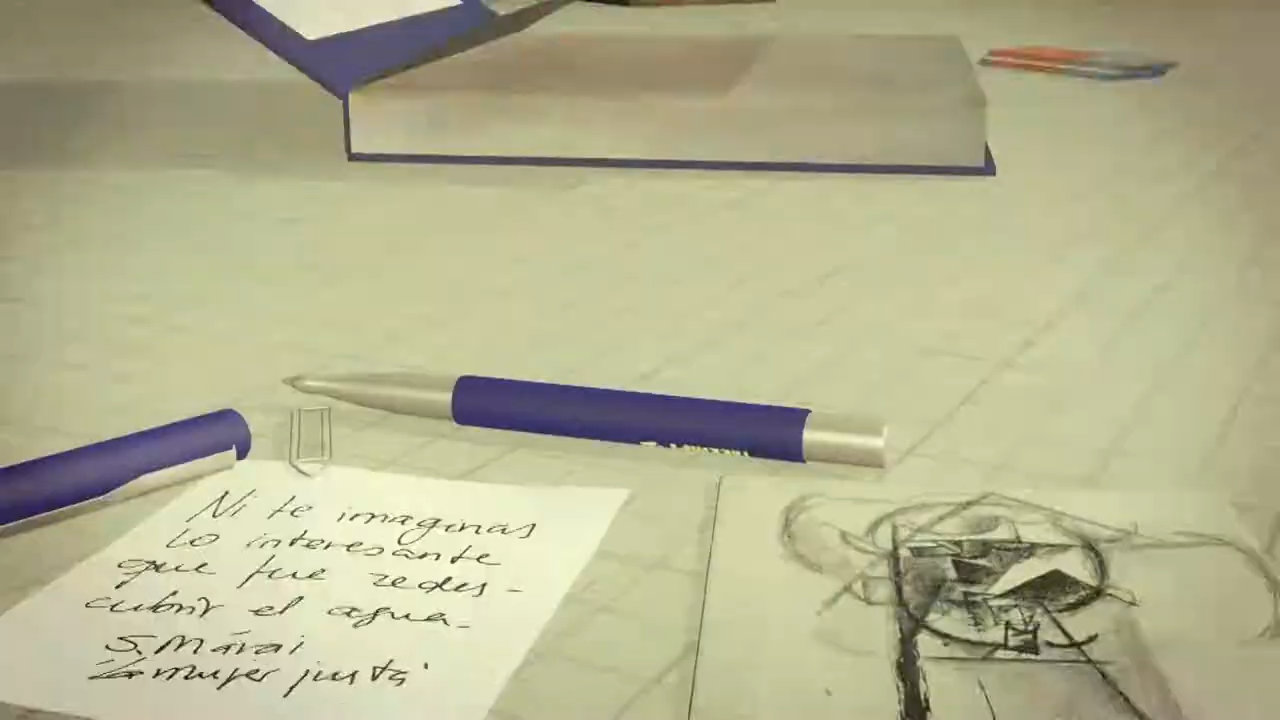 Ni te imaginas
lo interesante
que fue redes-
cubrir el agua.
S. Márai
"La mujer justa"